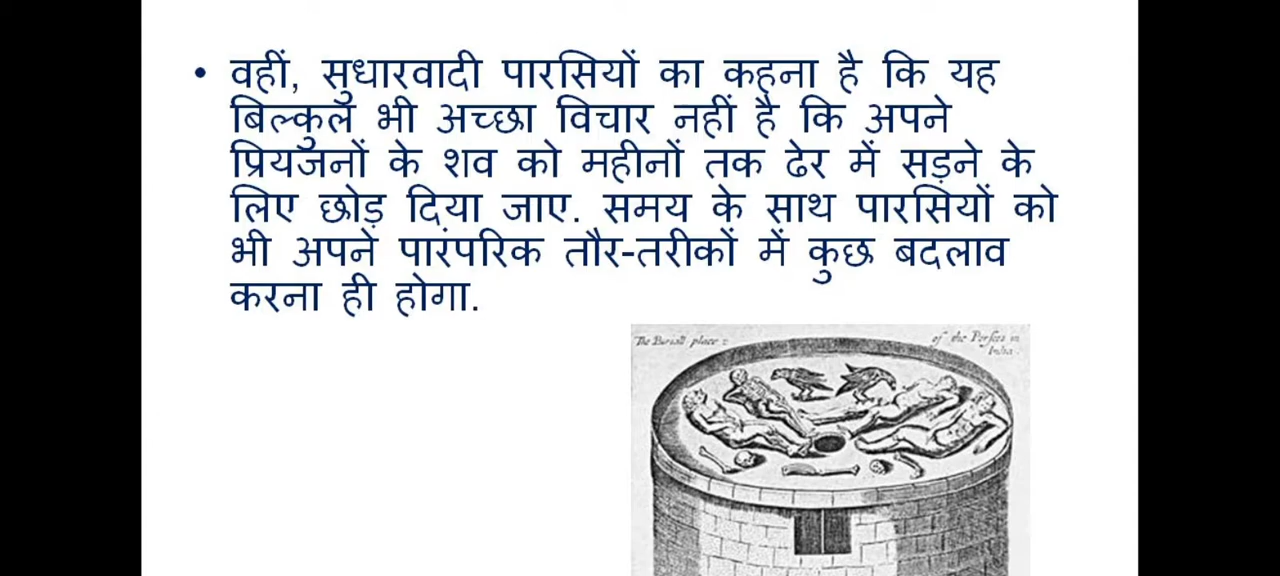 • वहीं, सुधारवादी पारसियों का कहना है कि यह
बिल्कुल भी अच्छा विचार नहीं है कि अपने
प्रियजनों के शव को महीनों तक ढेर में सड़ने के
लिए छोड़ दिया जाए. समय के साथ पारसियों को
भी अपने पारंपरिक तौर-तरीकों में कुछ बदलाव
करना ही होगा.
The Buriall place of the Persees in
India.